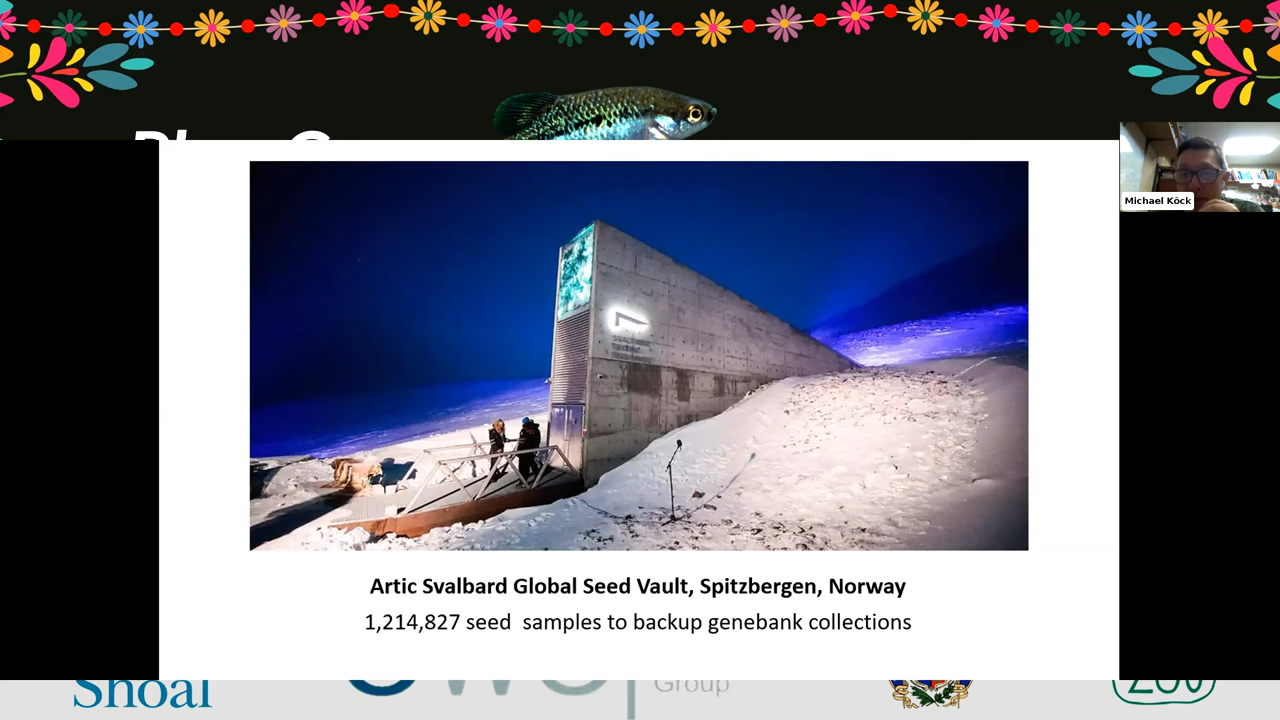 Michael Köck
Artic Svalbard Global Seed Vault, Spitzbergen, Norway
1,214,827 seed samples to backup genebank collections
Shoal
Group